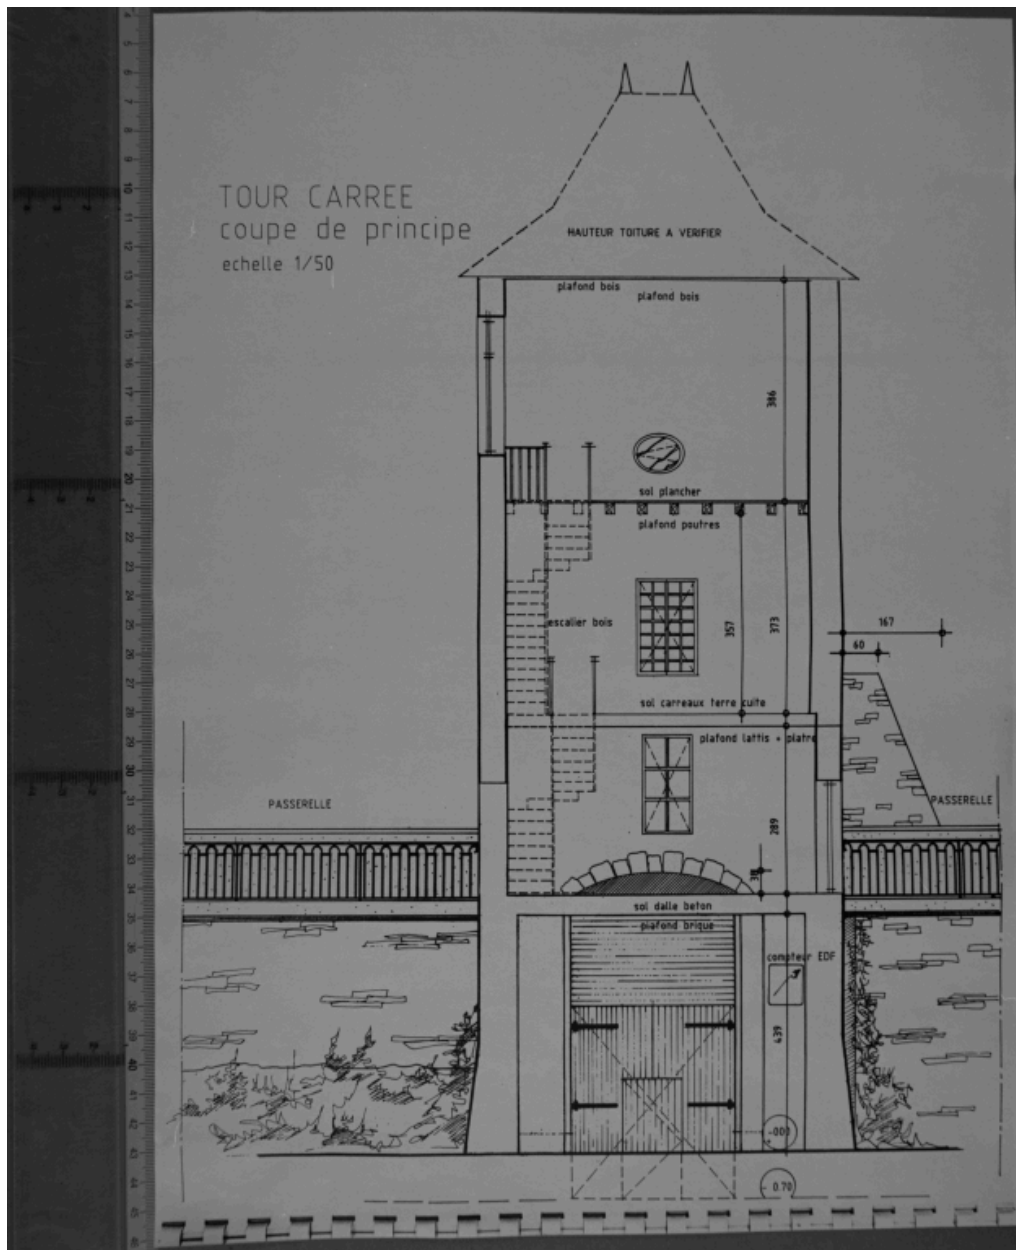 TOUR CARREE
coupe de principe
echelle 1/50
HAUTEUR TOITURE A VERIFIER
plafond bois
plafond bois
386
sol plancher
plafond poutres
escalier bois
357
373
167
60
sol carreaux terre cuite
plafond lattis + platre
PASSERELLE
PASSERELLE
289
38
sol dalle beton
plafond brique
compteur EDF
439
- 0.70